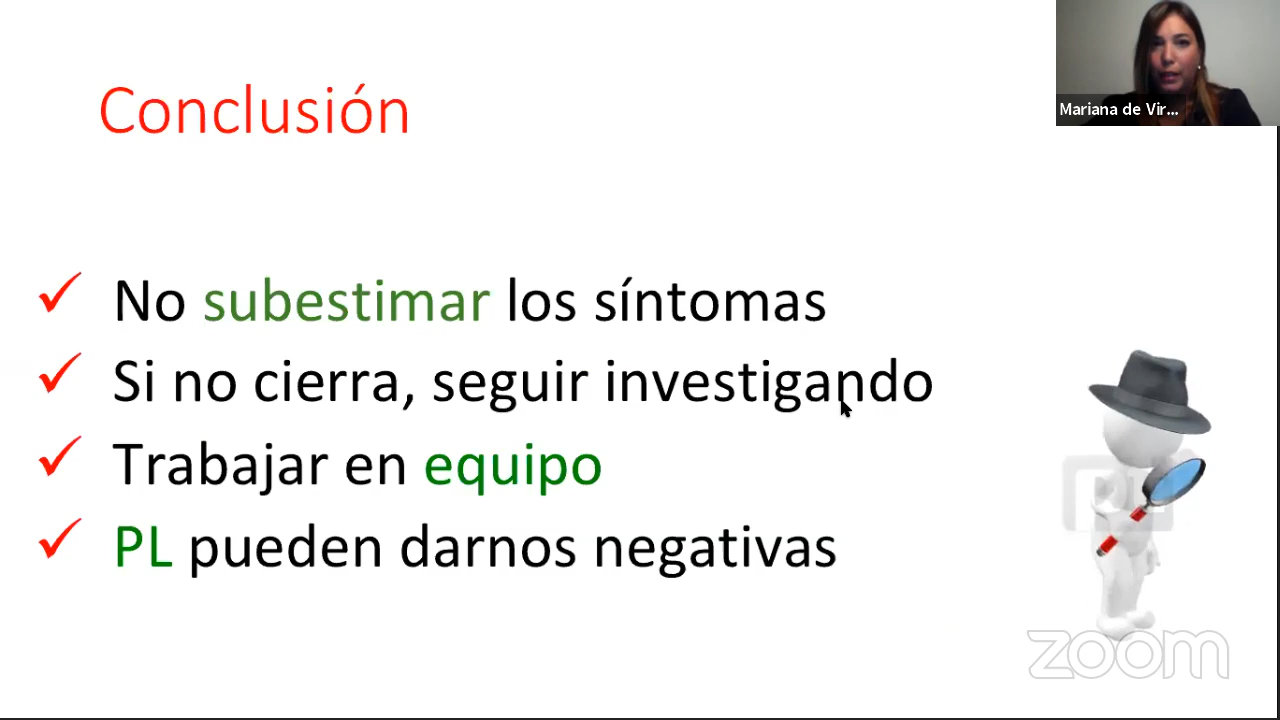 Conclusión
Mariana de Vir...
✓ No subestimar los síntomas
✓ Si no cierra, seguir investigando
✓ Trabajar en equipo
✓ PL pueden darnos negativas
zoom